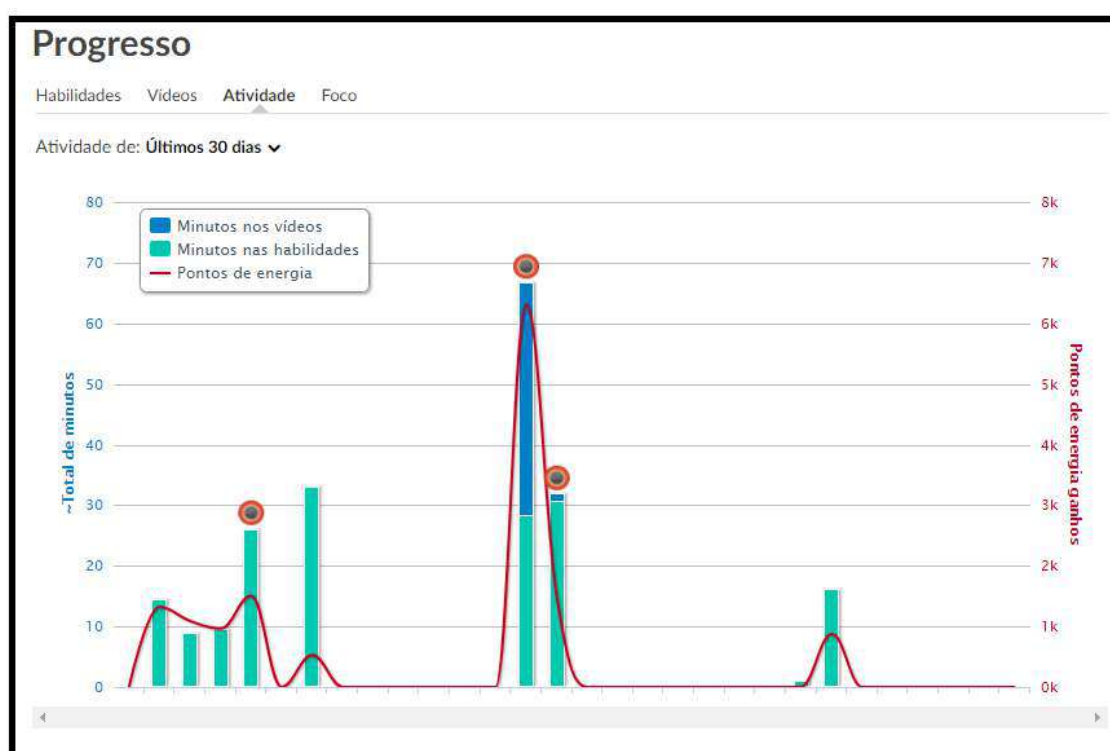 Progresso
Habilidades Vídeos Atividade Foco
Atividade de: Últimos 30 dias
Minutos nos vídeos
Minutos nas habilidades
Pontos de energia
~Total de minutos
80
70
60
50
40
30
20
10
0
8k
7k
6k
5k
4k
3k
2k
1k
0k
Pontos de energia ganhos